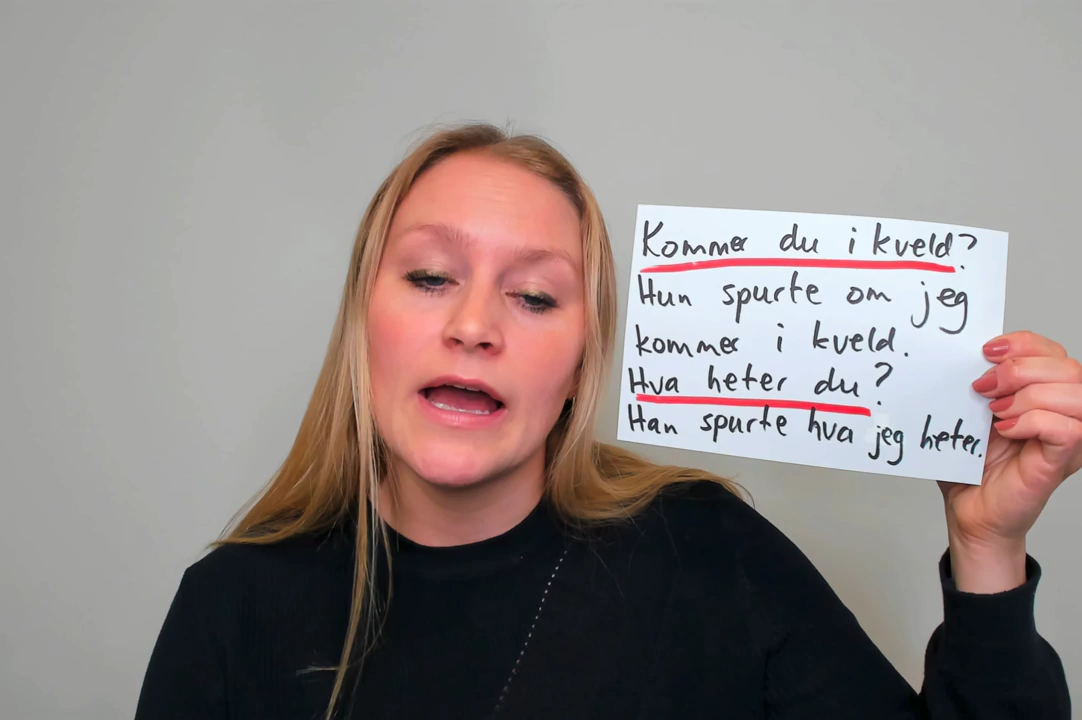 Kommer du i kveld?
Hun spurte om jeg
kommer i kveld.
Hva heter du?
Han spurte hva jeg heter.